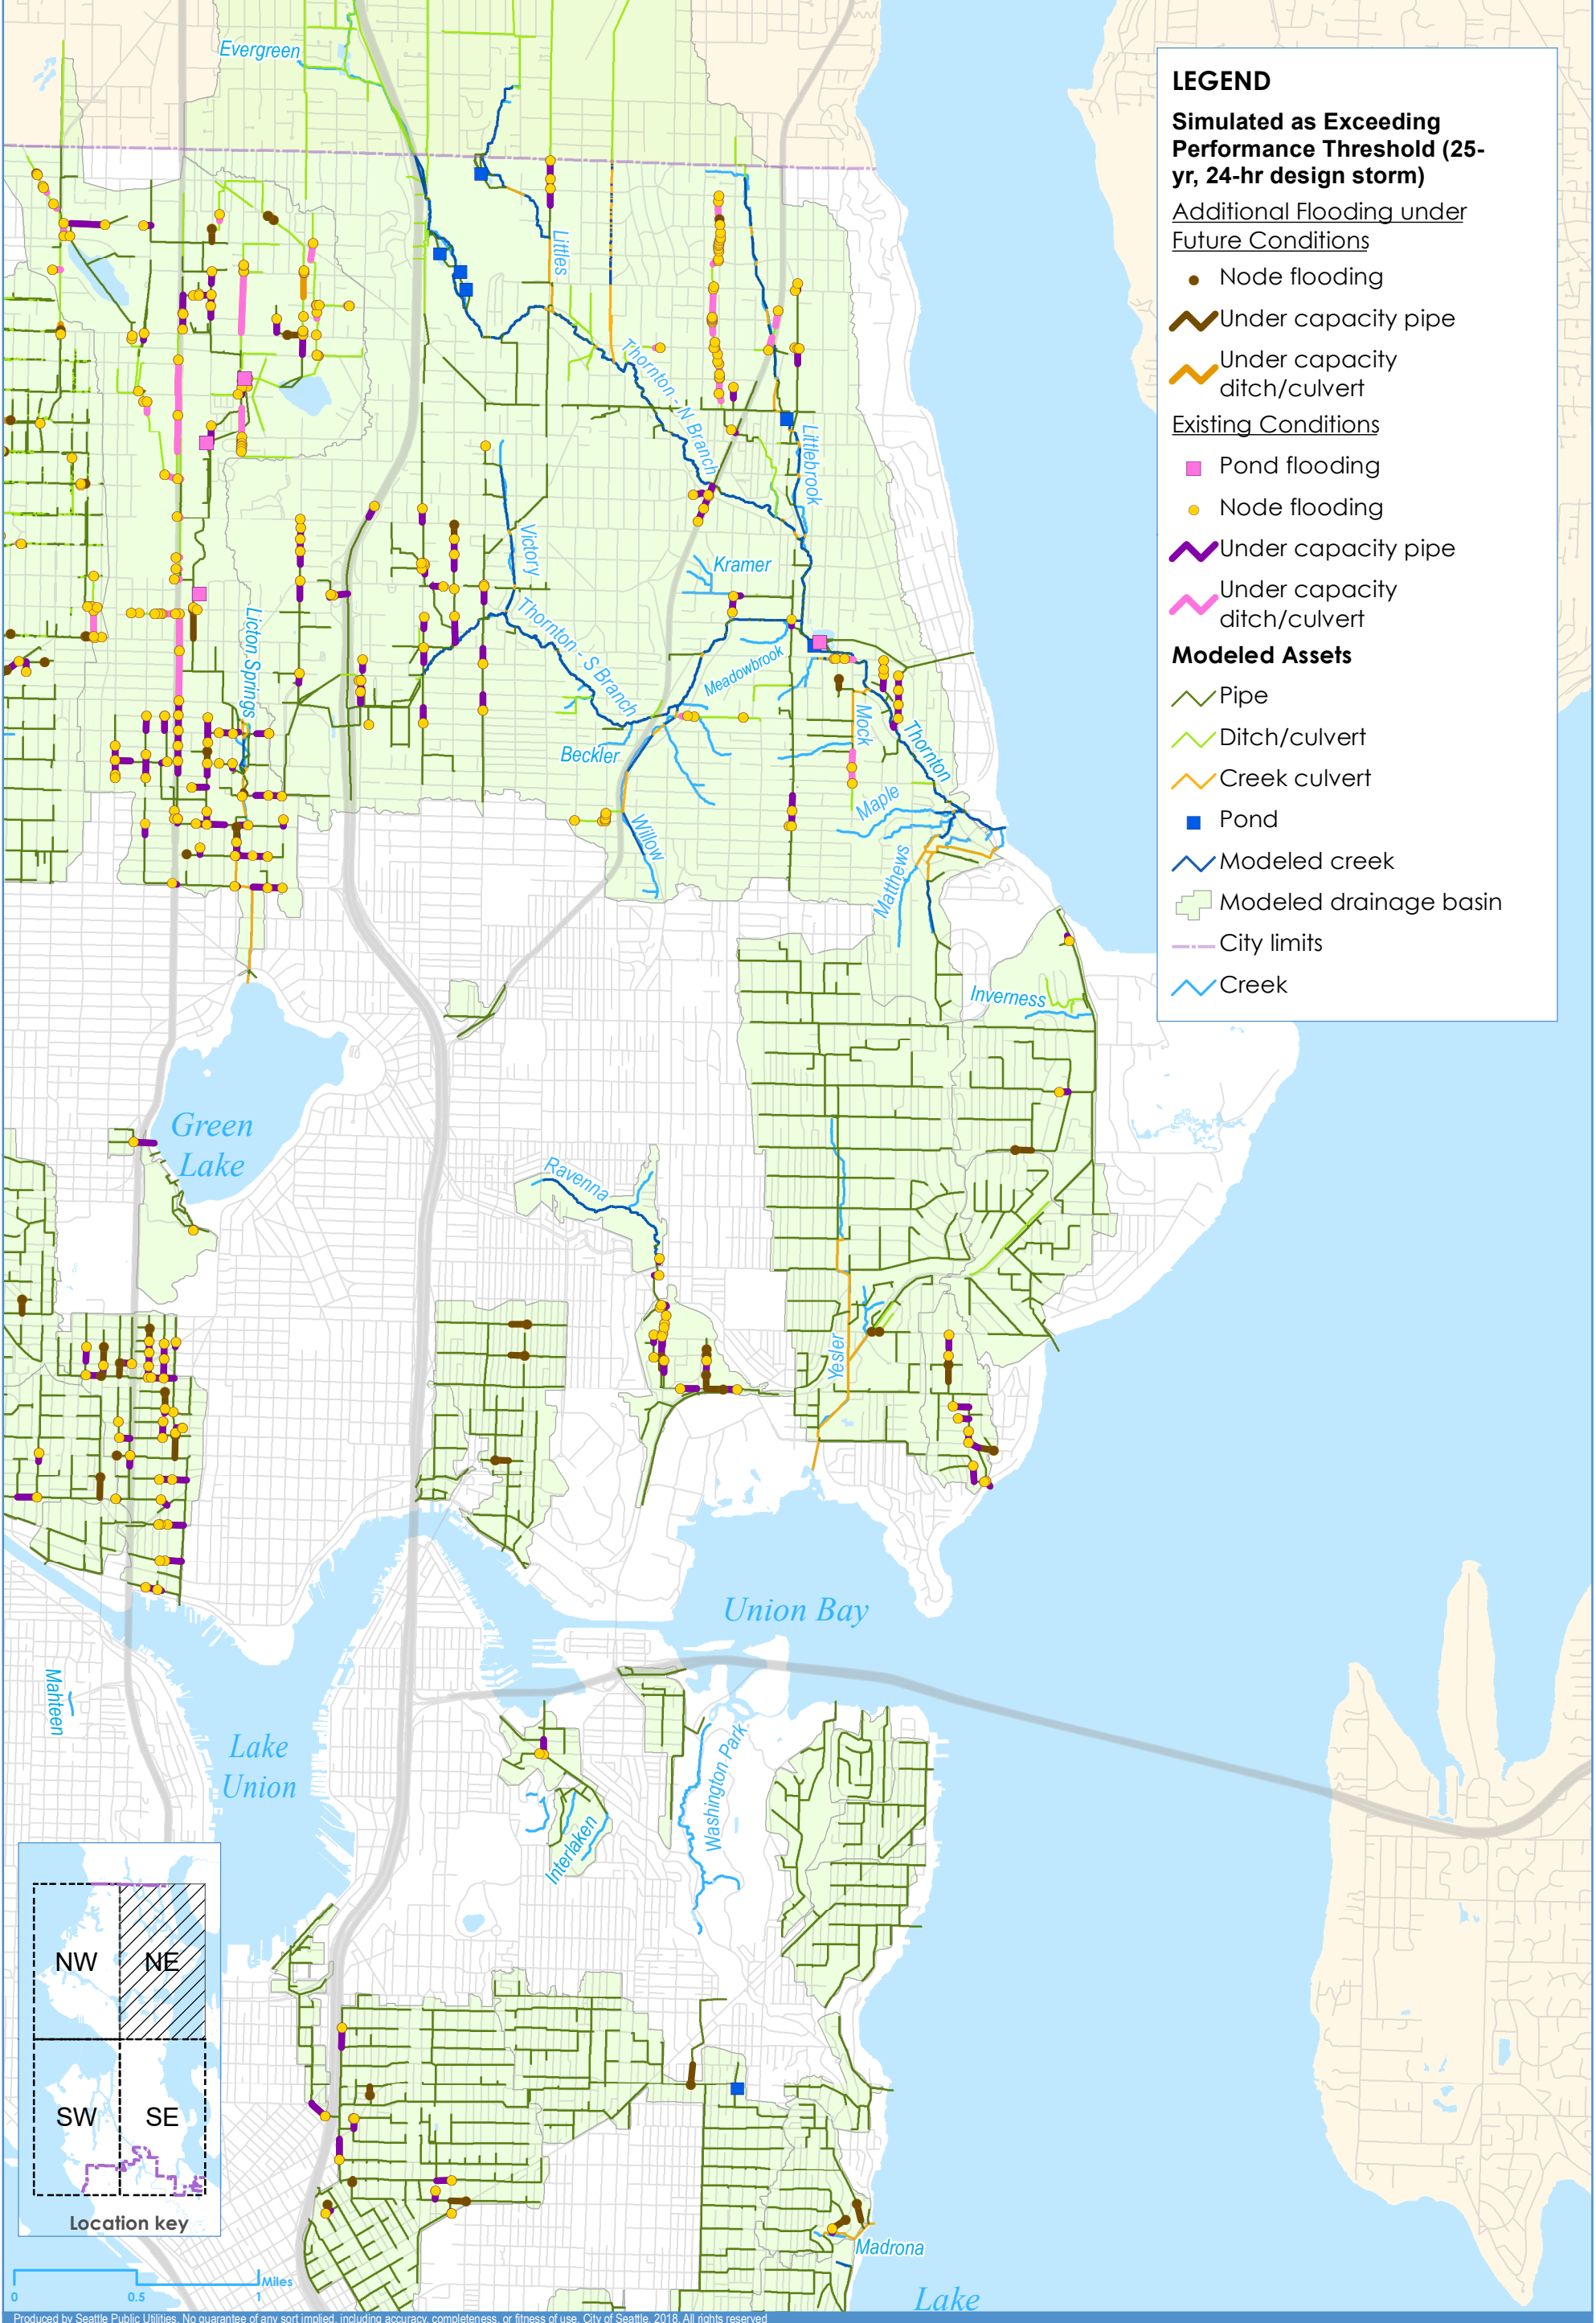 LEGEND
Simulated as Exceeding
Performance Threshold (25-
yr, 24-hr design storm)
Additional Flooding under
Future Conditions
Node flooding
Under capacity pipe
Under capacity
ditch/culvert
Existing Conditions
Pond flooding
Node flooding
Under capacity pipe
Under capacity
ditch/culvert
Modeled Assets
Pipe
Ditch/culvert
Creek culvert
Pond
Modeled creek
Modeled drainage basin
City limits
Creek
Evergreen
Littles
Thornton - N Branch
Littlebrook
Victory
Kramer
Thornton - S Branch
Licton Springs
Meadowbrook
Mock
Thornton
Beckler
Maple
Willow
Matthews
Inverness
Green
Lake
Ravenna
Yesler
Union Bay
Mahteen
Lake
Union
Washington Park
Interlaken
NW
NE
SW
SE
Location key
Madrona
Lake
Miles
0
0.5
1
Produced by Seattle Public Utilities. No guarantee of any sort implied, including accuracy, completeness, or fitness of use. City of Seattle, 2018. All rights reserved